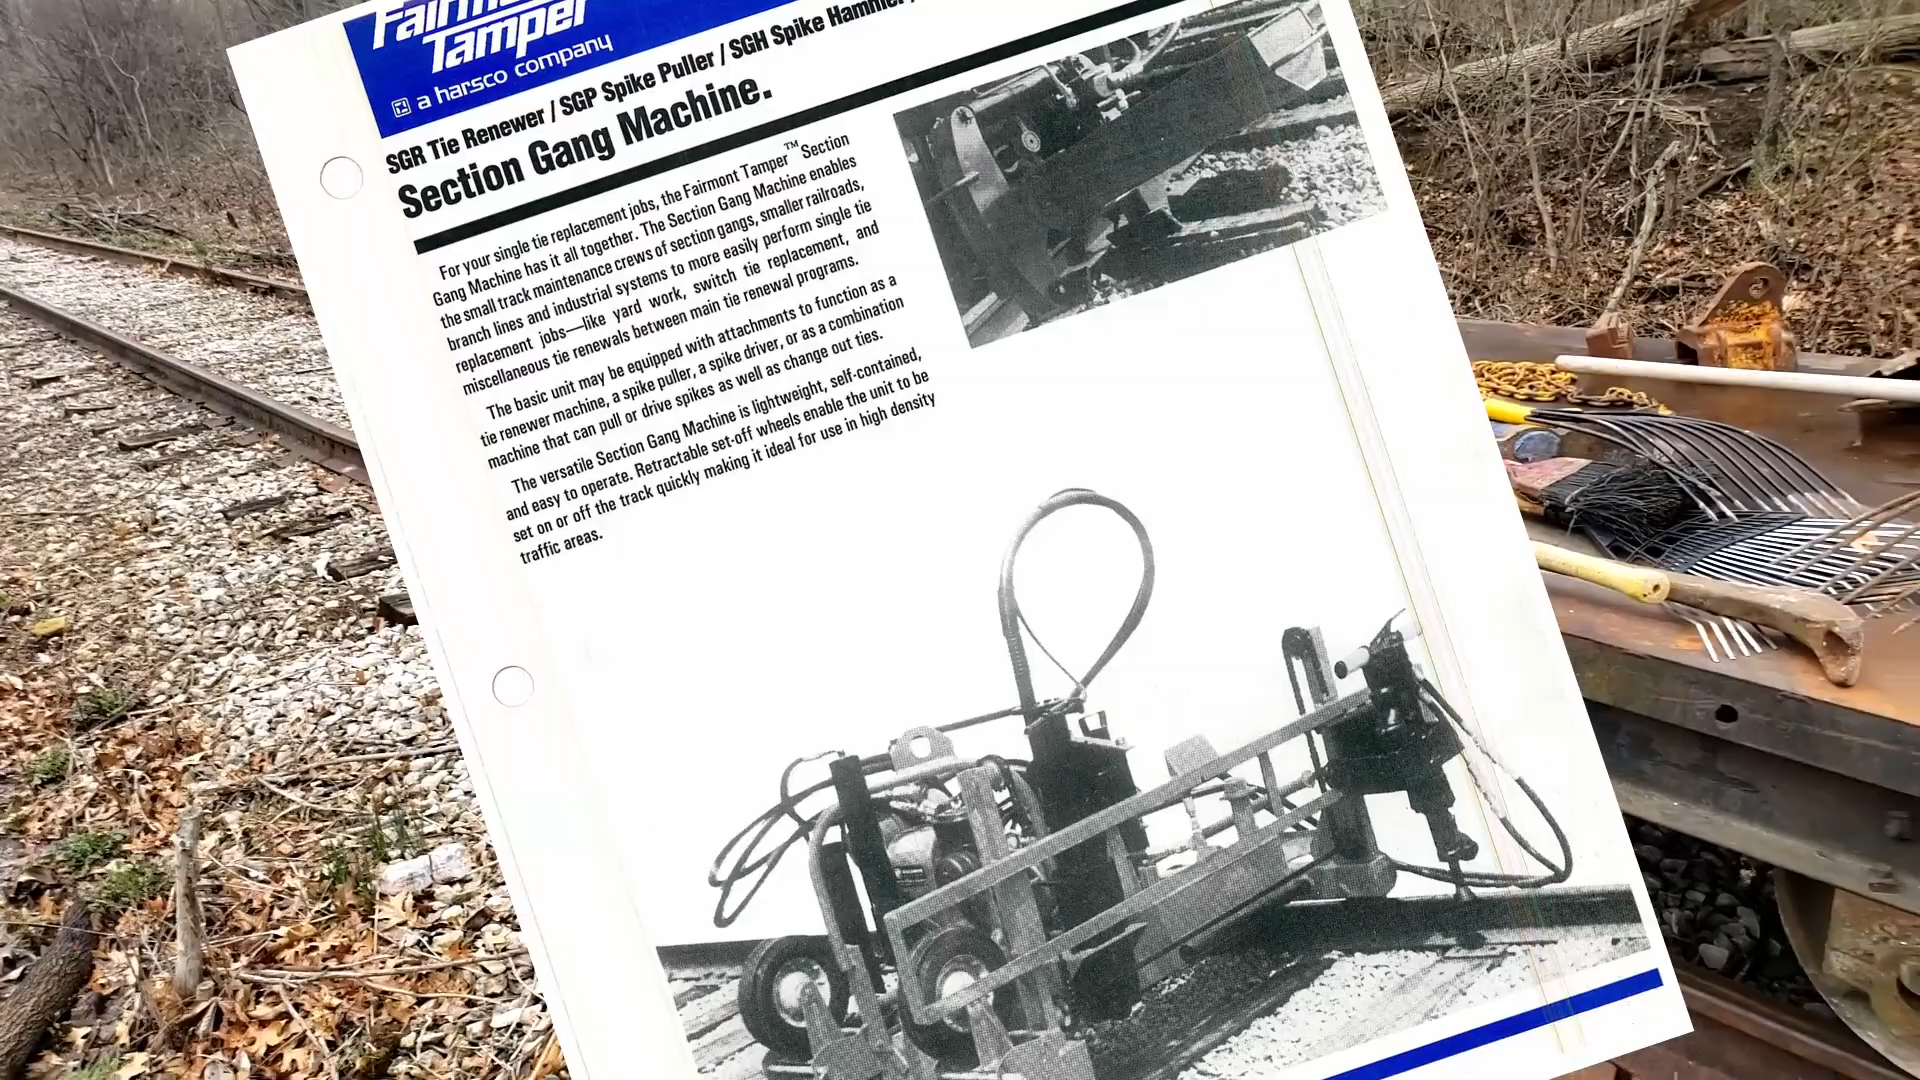 Fairmont
Tamper
a harsco company
SGR Tie Renewer / SGP Spike Puller / SGH Spike Hammer /
Section Gang Machine.
For your single tie replacement jobs, the Fairmont Tamper™ Section
Gang Machine has it all together. The Section Gang Machine enables
the small track maintenance crews of section gangs, smaller railroads,
branch lines and industrial systems to more easily perform single tie
replacement jobs—like yard work, switch tie replacement, and
miscellaneous tie renewals between main tie renewal programs.
The basic unit may be equipped with attachments to function as a
tie renewer machine, a spike puller, a spike driver, or as a combination
machine that can pull or drive spikes as well as change out ties.
The versatile Section Gang Machine is lightweight, self-contained,
and easy to operate. Retractable set-off wheels enable the unit to be
set on or off the track quickly making it ideal for use in high density
traffic areas.